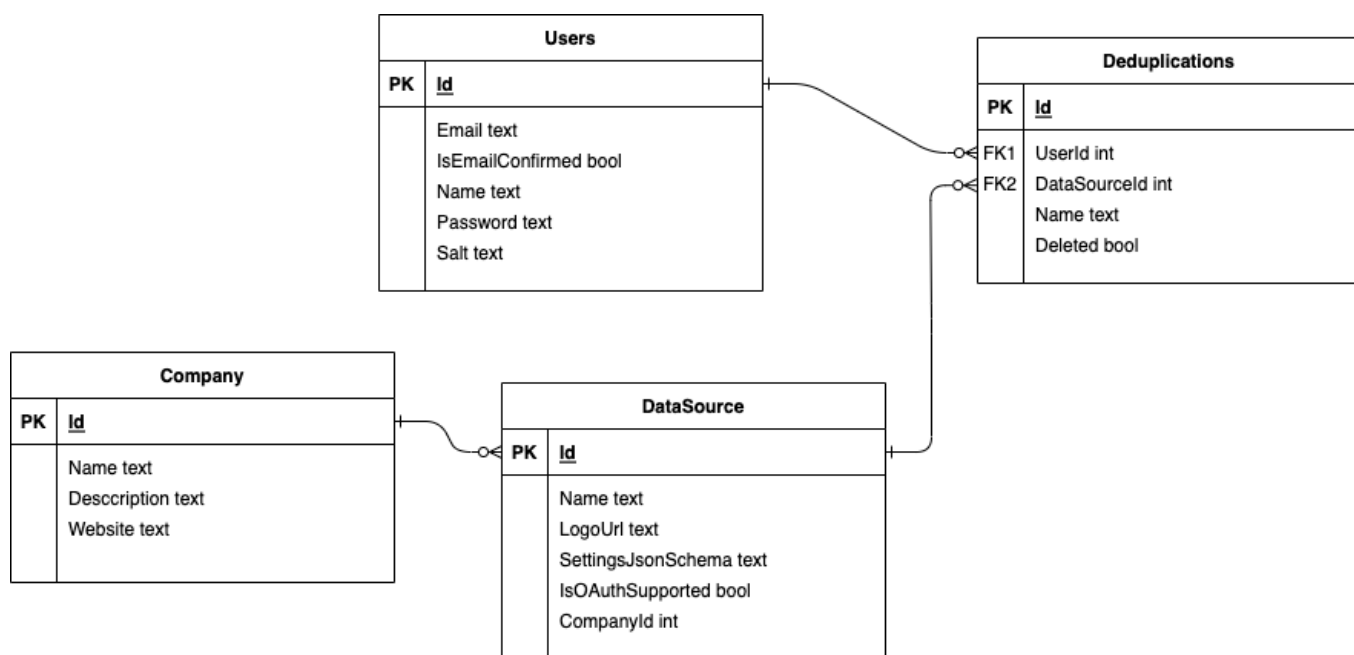 Users
PK Id
Email text
IsEmailConfirmed bool
Name text
Password text
Salt text
Deduplications
PK Id
FK1 UserId int
FK2 DataSourceId int
Name text
Deleted bool
Company
PK Id
Name text
Desccription text
Website text
DataSource
PK Id
Name text
LogoUrl text
SettingsJsonSchema text
IsOAuthSupported bool
CompanyId int